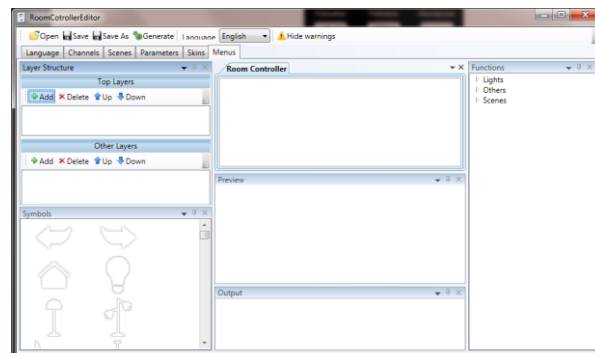 RoomCotrollerEditor
Open Save Save As Generate Language English Hide warnings
Language Channels Scenes Parameters Skins Menus
Layer Structure
Top Layers
Add Delete Up Down
Other Layers
Add Delete Up Down
Symbols
Room Controller
Preview
Output
Functions
Lights
Others
Scenes